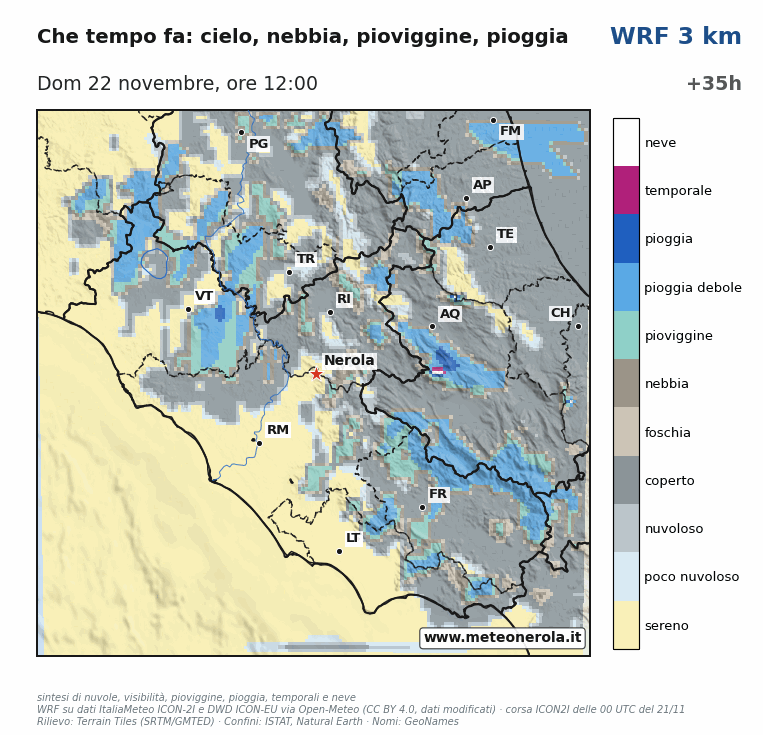 Che tempo fa: cielo, nebbia, pioviggine, pioggia
WRF 3 km
Dom 22 novembre, ore 12:00
+35h
FM
PG
AP
TE
TR
VT
RI
AQ
CH
Nerola
RM
FR
LT
www.meteonerola.it
neve
temporale
pioggia
pioggia debole
pioviggine
nebbia
foschia
coperto
nuvoloso
poco nuvoloso
sereno
sintesi di nuvole, visibilità, pioviggine, pioggia, temporali e neve
WRF su dati ItaliaMeteo ICON-2I e DWD ICON-EU via Open-Meteo (CC BY 4.0, dati modificati) · corsa ICON2I delle 00 UTC del 21/11
Rilievo: Terrain Tiles (SRTM/GMTED) · Confini: ISTAT, Natural Earth · Nomi: GeoNames